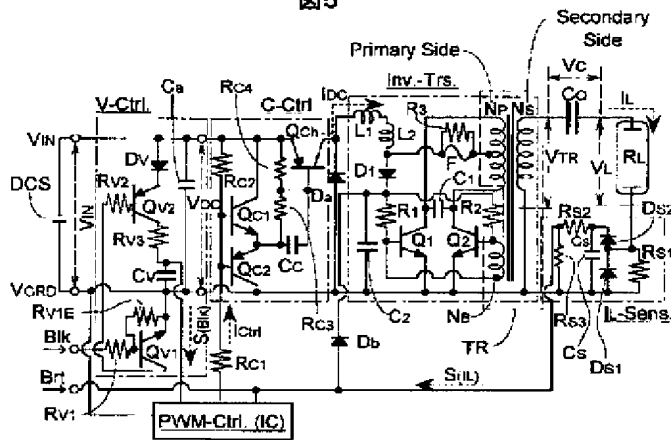 図5
Secondary
Side
Primary Side
Inv.-Trs.
Vc
Co
IL
Ca
RC4
C-Ctrl
IDC
V-Ctrl.
R3
NP
NS
QCh
L1
L2
VIN
DV
F
VTR
VL
RL
DCS
VIN
RV2
QV2
VDC
RC2
D1
C1
Da
RV3
QC1
R1
R2
RS2
DS2
Cs
Q1
Q2
RS1
CV
QC2
Cc
VGRD
RV1E
S(Blk)
ICtrl
RC3
C2
NB
RS3
IL-Sens.
Blk
QV1
Db
TR
Cs
DS1
RC1
Brt
S(IL)
RV1
PWM-Ctrl. (IC)